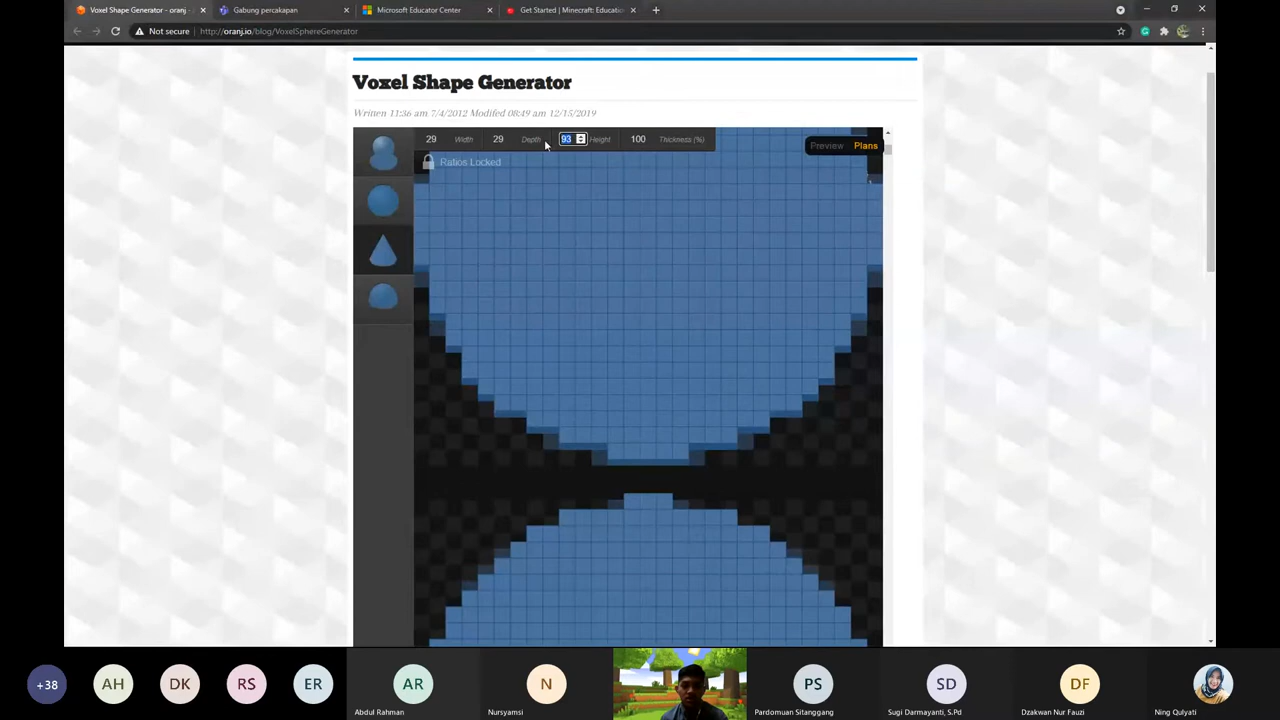 Voxel Shape Generator - oranj
Gabung percakapan
Microsoft Educator Center
Get Started | Minecraft: Educatio
Not secure
http://oranj.io/blog/VoxelSphereGenerator
Voxel Shape Generator
Written 11:36 am 7/4/2012 Modifed 08:49 am 12/15/2019
29 Width 29 Depth 93 Height 100 Thickness (%)
Preview Plans
Ratios Locked
+38 AH DK RS ER AR N PS SD DF
Abdul Rahman
Nursyamsi
Pardomuan Sitanggang
Sugi Darmayanti, S.Pd
Dzakwan Nur Fauzi
Ning Qulyati